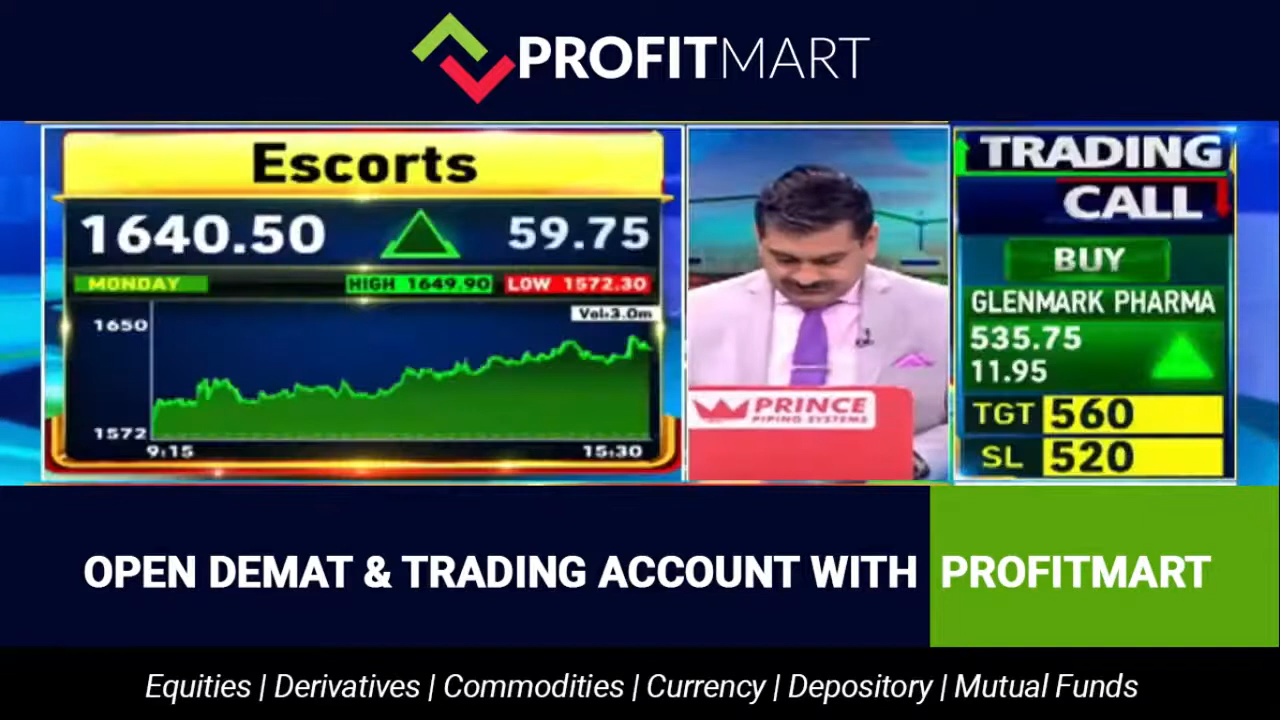 PROFITMART
Escorts
1640.50 59.75
MONDAY HIGH 1649.90 LOW 1572.30
Vol:3.0m
1650
1572
9:15 15:30
PRINCE
PIPING SYSTEMS
TRADING
CALL
BUY
GLENMARK PHARMA
535.75
11.95
TGT 560
SL 520
OPEN DEMAT & TRADING ACCOUNT WITH PROFITMART
Equities | Derivatives | Commodities | Currency | Depository | Mutual Funds